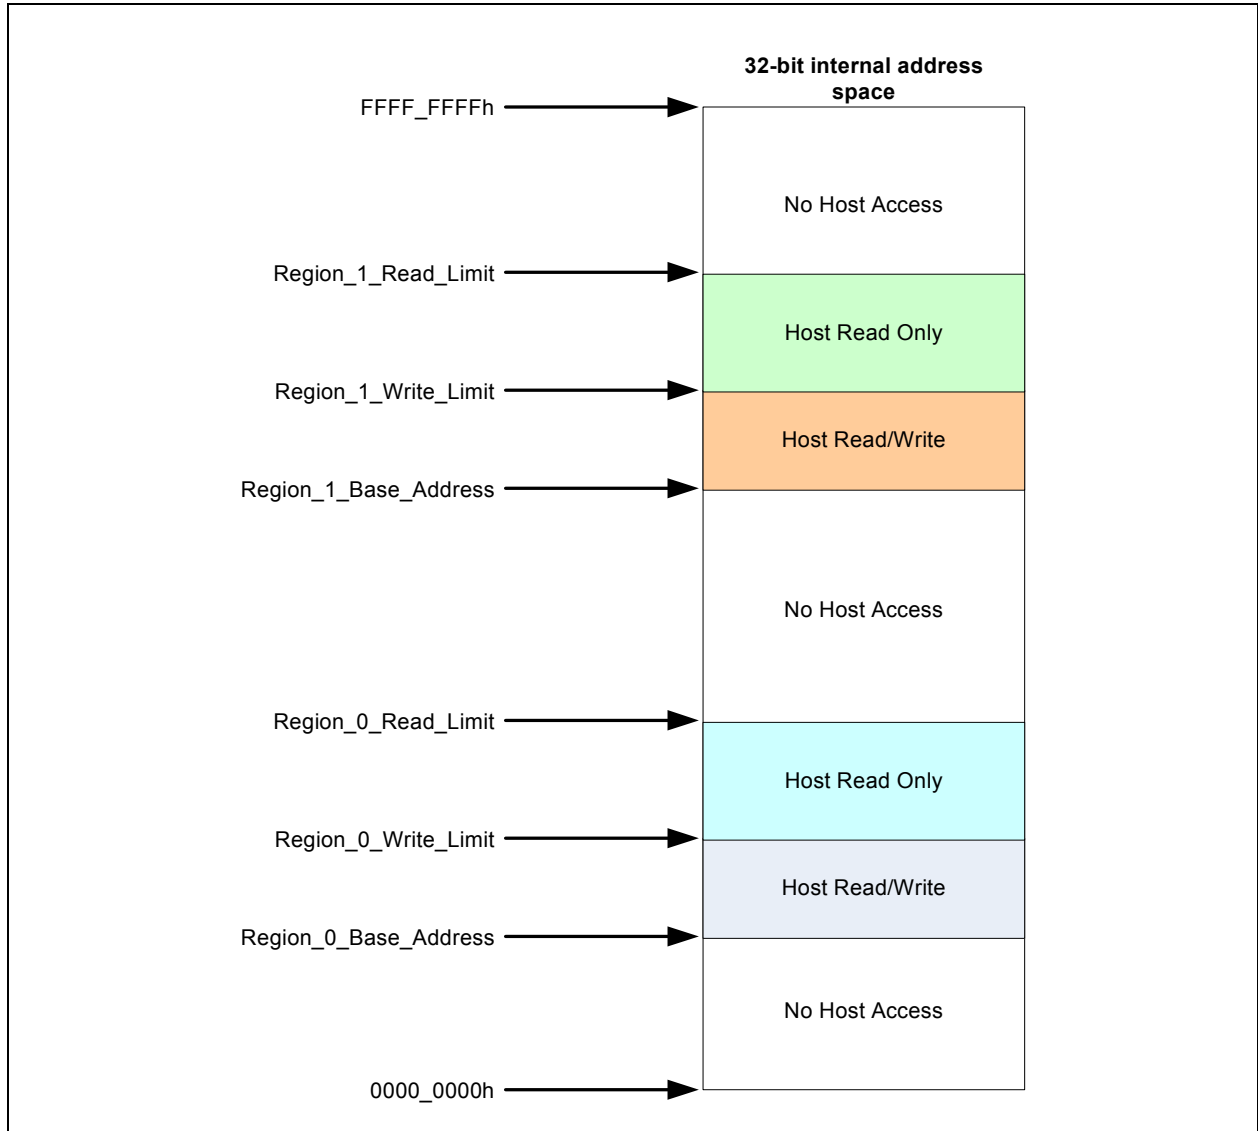 32-bit internal address
space
FFFF_FFFFh
No Host Access
Region_1_Read_Limit
Host Read Only
Region_1_Write_Limit
Host Read/Write
Region_1_Base_Address
No Host Access
Region_0_Read_Limit
Host Read Only
Region_0_Write_Limit
Host Read/Write
Region_0_Base_Address
No Host Access
0000_0000h